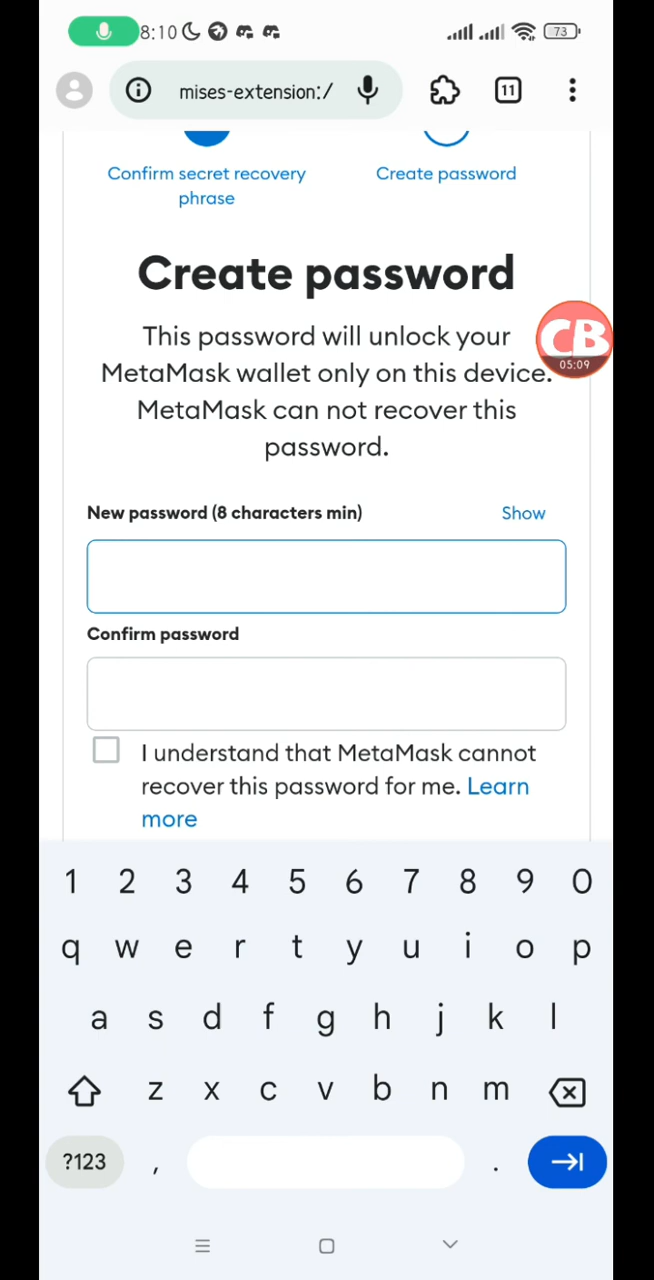 8:10
73
mises-extension:/
11
Confirm secret recovery
phrase
Create password
Create password
This password will unlock your
MetaMask wallet only on this device.
MetaMask can not recover this
password.
CB
05:09
New password (8 characters min)
Show
Confirm password
I understand that MetaMask cannot
recover this password for me. Learn
more
1 2 3 4 5 6 7 8 9 0
q w e r t y u i o p
a s d f g h j k l
z x c v b n m
?123 , .